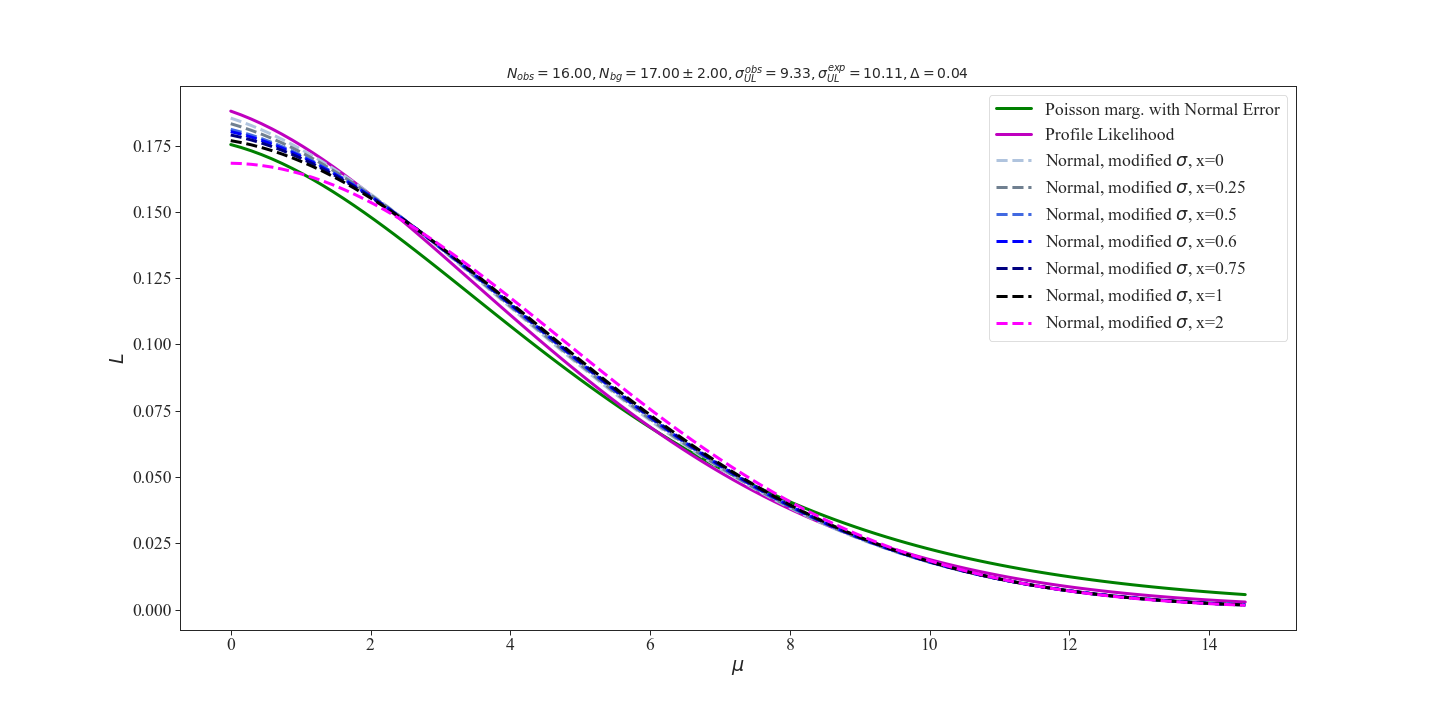 N_obs = 16.00, N_bg = 17.00 ± 2.00, σ_UL^obs = 9.33, σ_UL^exp = 10.11, Δ = 0.04
Poisson marg. with Normal Error
Profile Likelihood
Normal, modified σ, x=0
Normal, modified σ, x=0.25
Normal, modified σ, x=0.5
Normal, modified σ, x=0.6
Normal, modified σ, x=0.75
Normal, modified σ, x=1
Normal, modified σ, x=2
0.175
0.150
0.125
0.100
0.075
0.050
0.025
0.000
L
0 2 4 6 8 10 12 14
μ